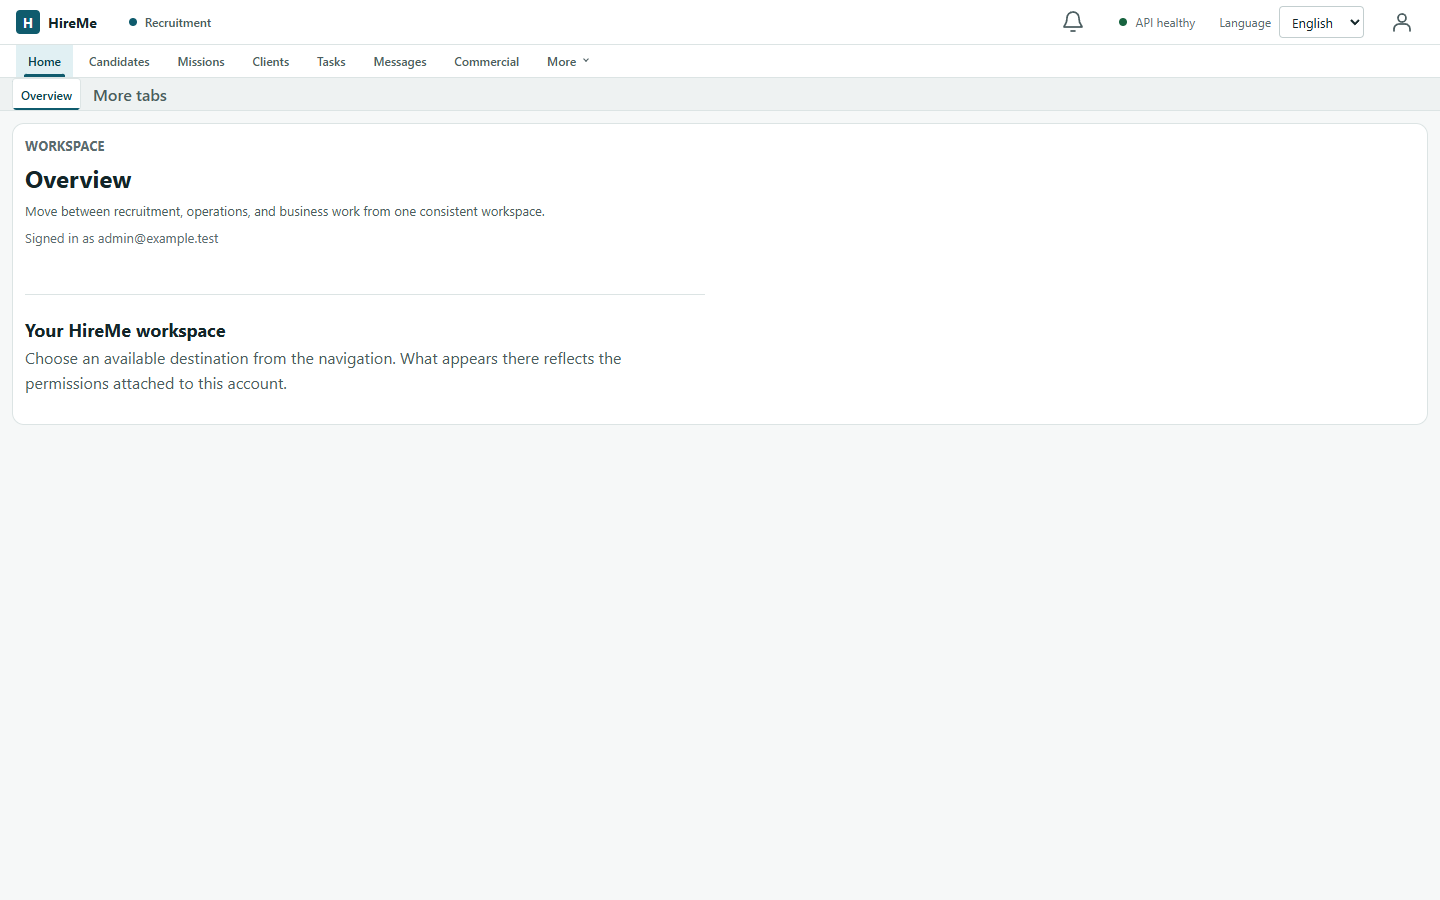 H HireMe Recruitment API healthy Language English
Home Candidates Missions Clients Tasks Messages Commercial More
Overview More tabs
WORKSPACE
Overview
Move between recruitment, operations, and business work from one consistent workspace.
Signed in as admin@example.test
Your HireMe workspace
Choose an available destination from the navigation. What appears there reflects the
permissions attached to this account.